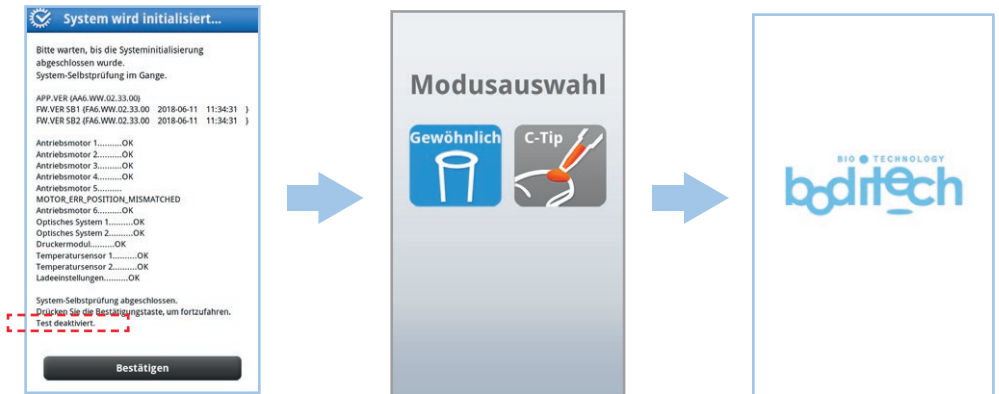 System wird initialisiert...
Bitte warten, bis die Systeminitialisierung
abgeschlossen wurde.
System-Selbstprüfung im Gange.
APP.VER (AA6.WW.02.33.00)
FW.VER SB1 (FA6.WW.02.33.00 2018-06-11 11:34:31 )
FW.VER SB2 (FA6.WW.02.33.00 2018-06-11 11:34:31 )
Antriebsmotor 1..........OK
Antriebsmotor 2..........OK
Antriebsmotor 3..........OK
Antriebsmotor 4..........OK
Antriebsmotor 5..........
MOTOR_ERR_POSITION_MISMATCHED
Antriebsmotor 6..........OK
Optisches System 1..........OK
Optisches System 2..........OK
Druckermodul..........OK
Temperatursensor 1..........OK
Temperatursensor 2..........OK
Ladeeinstellungen..........OK
System-Selbstprüfung abgeschlossen.
Drücken Sie die Bestätigungstaste, um fortzufahren.
Test deaktiviert.
Bestätigen
Modusauswahl
Gewöhnlich
C-Tip
BIO TECHNOLOGY
boditech